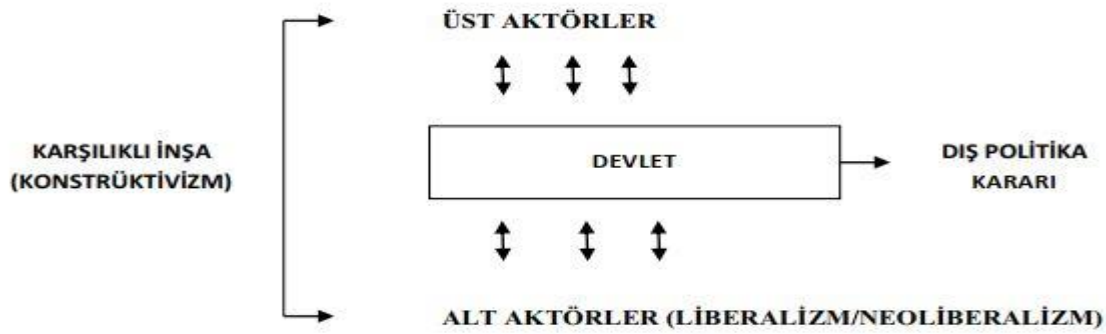 ÜST AKTÖRLER
KARŞILIKLI İNŞA
(KONSTRÜKTİVİZM)
DEVLET
DIŞ POLİTİKA
KARARI
ALT AKTÖRLER (LİBERALİZM/NEOLİBERALİZM)